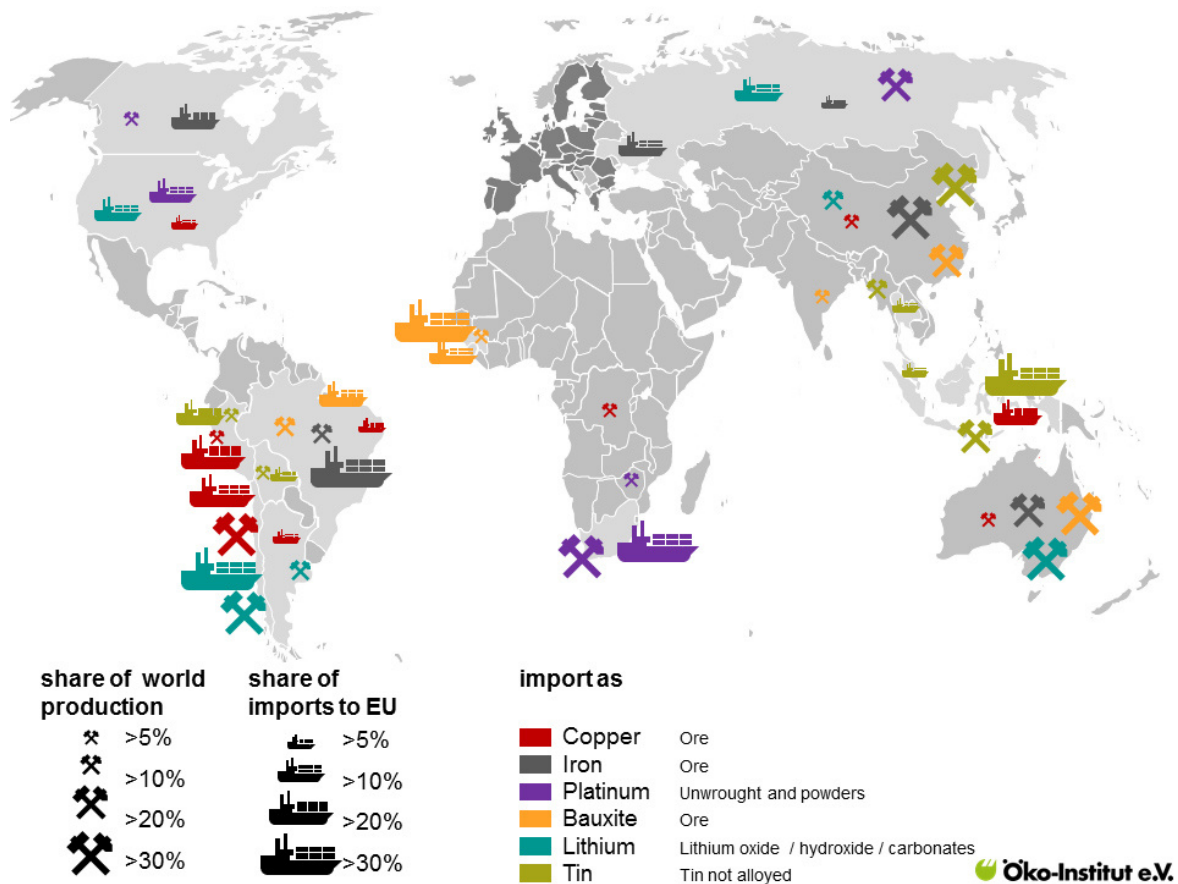 share of world
production
>5%
>10%
>20%
>30%
share of
imports to EU
>5%
>10%
>20%
>30%
import as
Copper Ore
Iron Ore
Platinum Unwrought and powders
Bauxite Ore
Lithium Lithium oxide / hydroxide / carbonates
Tin Tin not alloyed
Öko-Institut e.V.